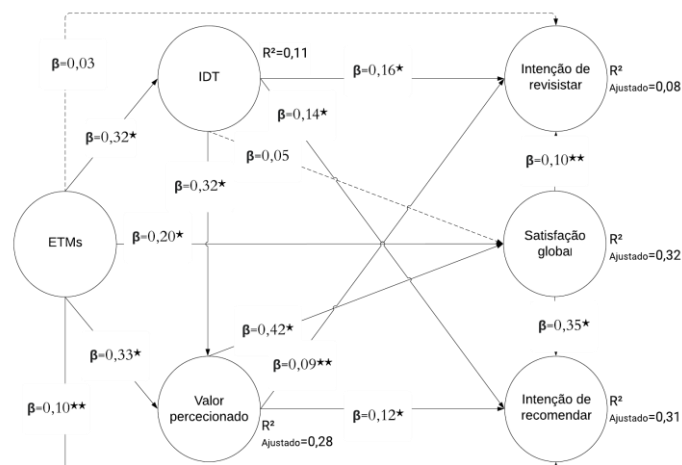 β=0,03
IDT
R²=0,11
β=0,16★
Intenção de
revisistar
R²
Ajustado=0,08
β=0,32★
β=0,14★
β=0,05
β=0,10★★
β=0,32★
ETMs
β=0,20★
Satisfação
global
R²
Ajustado=0,32
β=0,33★
β=0,42★
β=0,35★
β=0,09★★
β=0,10★★
Valor
percecionado
R²
Ajustado=0,28
β=0,12★
Intenção de
recomendar
R²
Ajustado=0,31